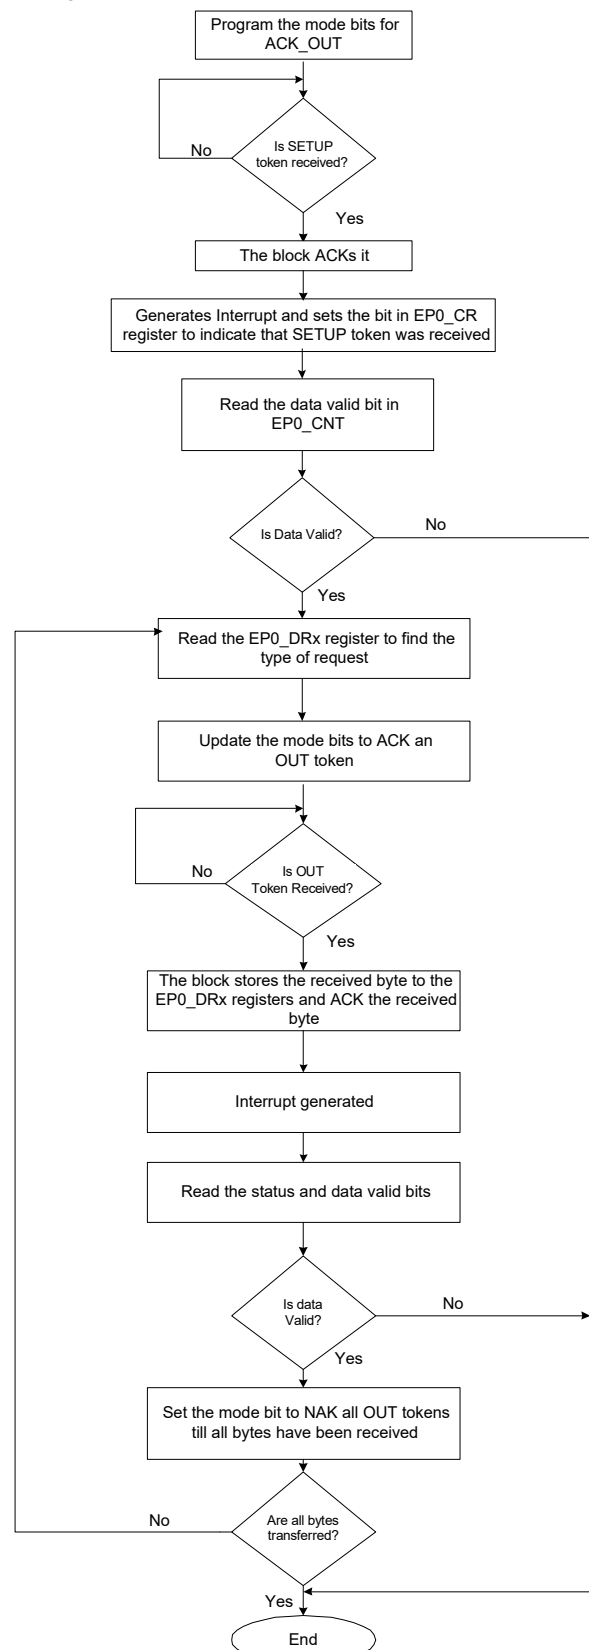 Program the mode bits for
ACK_OUT
Is SETUP
token received?
No
Yes
The block ACKs it
Generates Interrupt and sets the bit in EP0_CR
register to indicate that SETUP token was received
Read the data valid bit in
EP0_CNT
Is Data Valid?
No
Yes
Read the EP0_DRx register to find the
type of request
Update the mode bits to ACK an
OUT token
Is OUT
Token Received?
No
Yes
The block stores the received byte to the
EP0_DRx registers and ACK the received
byte
Interrupt generated
Read the status and data valid bits
Is data
Valid?
No
Yes
Set the mode bit to NAK all OUT tokens
till all bytes have been received
Are all bytes
transferred?
No
Yes
End